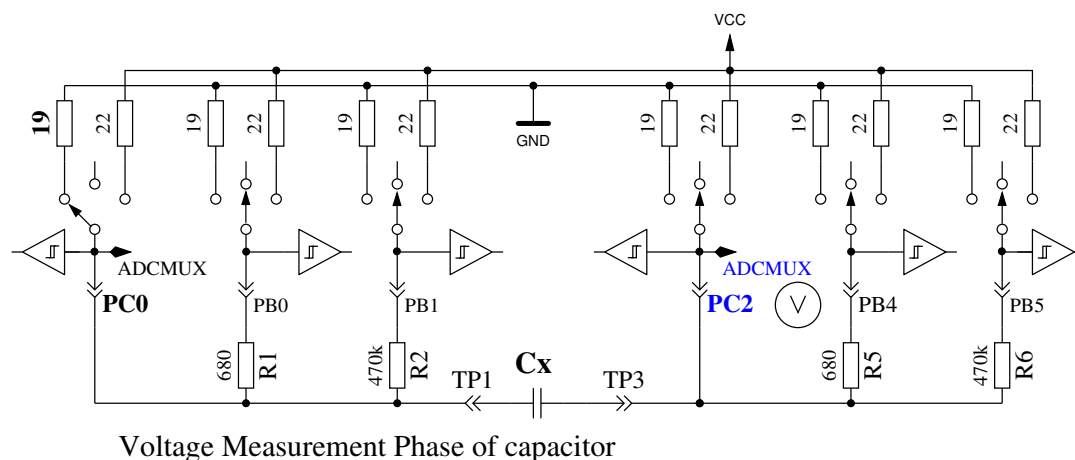 VCC
19
22
19
22
19
22
GND
19
22
19
22
19
22
ADCMUX
ADCMUX
PC0
PB0
PB1
PC2
V
PB4
PB5
680
R1
470k
R2
TP1
Cx
TP3
680
R5
470k
R6
Voltage Measurement Phase of capacitor